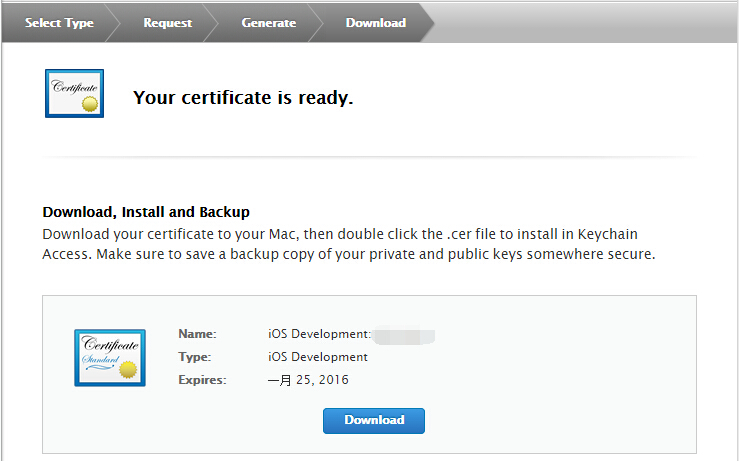 Select Type Request Generate Download
Certificate
Your certificate is ready.
Download, Install and Backup
Download your certificate to your Mac, then double click the .cer file to install in Keychain
Access. Make sure to save a backup copy of your private and public keys somewhere secure.
Certificate
Standard
Name: iOS Development:
Type: iOS Development
Expires: 一月 25, 2016
Download